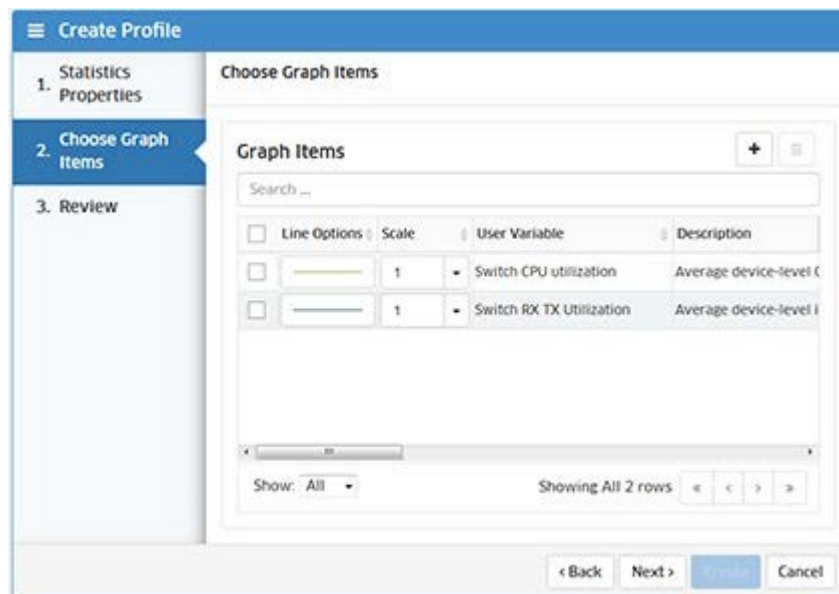 Create Profile
1. Statistics Properties
2. Choose Graph Items
3. Review
Choose Graph Items
Graph Items
Search ...
Line Options Scale User Variable Description
1 Switch CPU utilization Average device-level
1 Switch RX TX Utilization Average device-level i
Show: All Showing All 2 rows « < > »
< Back Next > Create Cancel